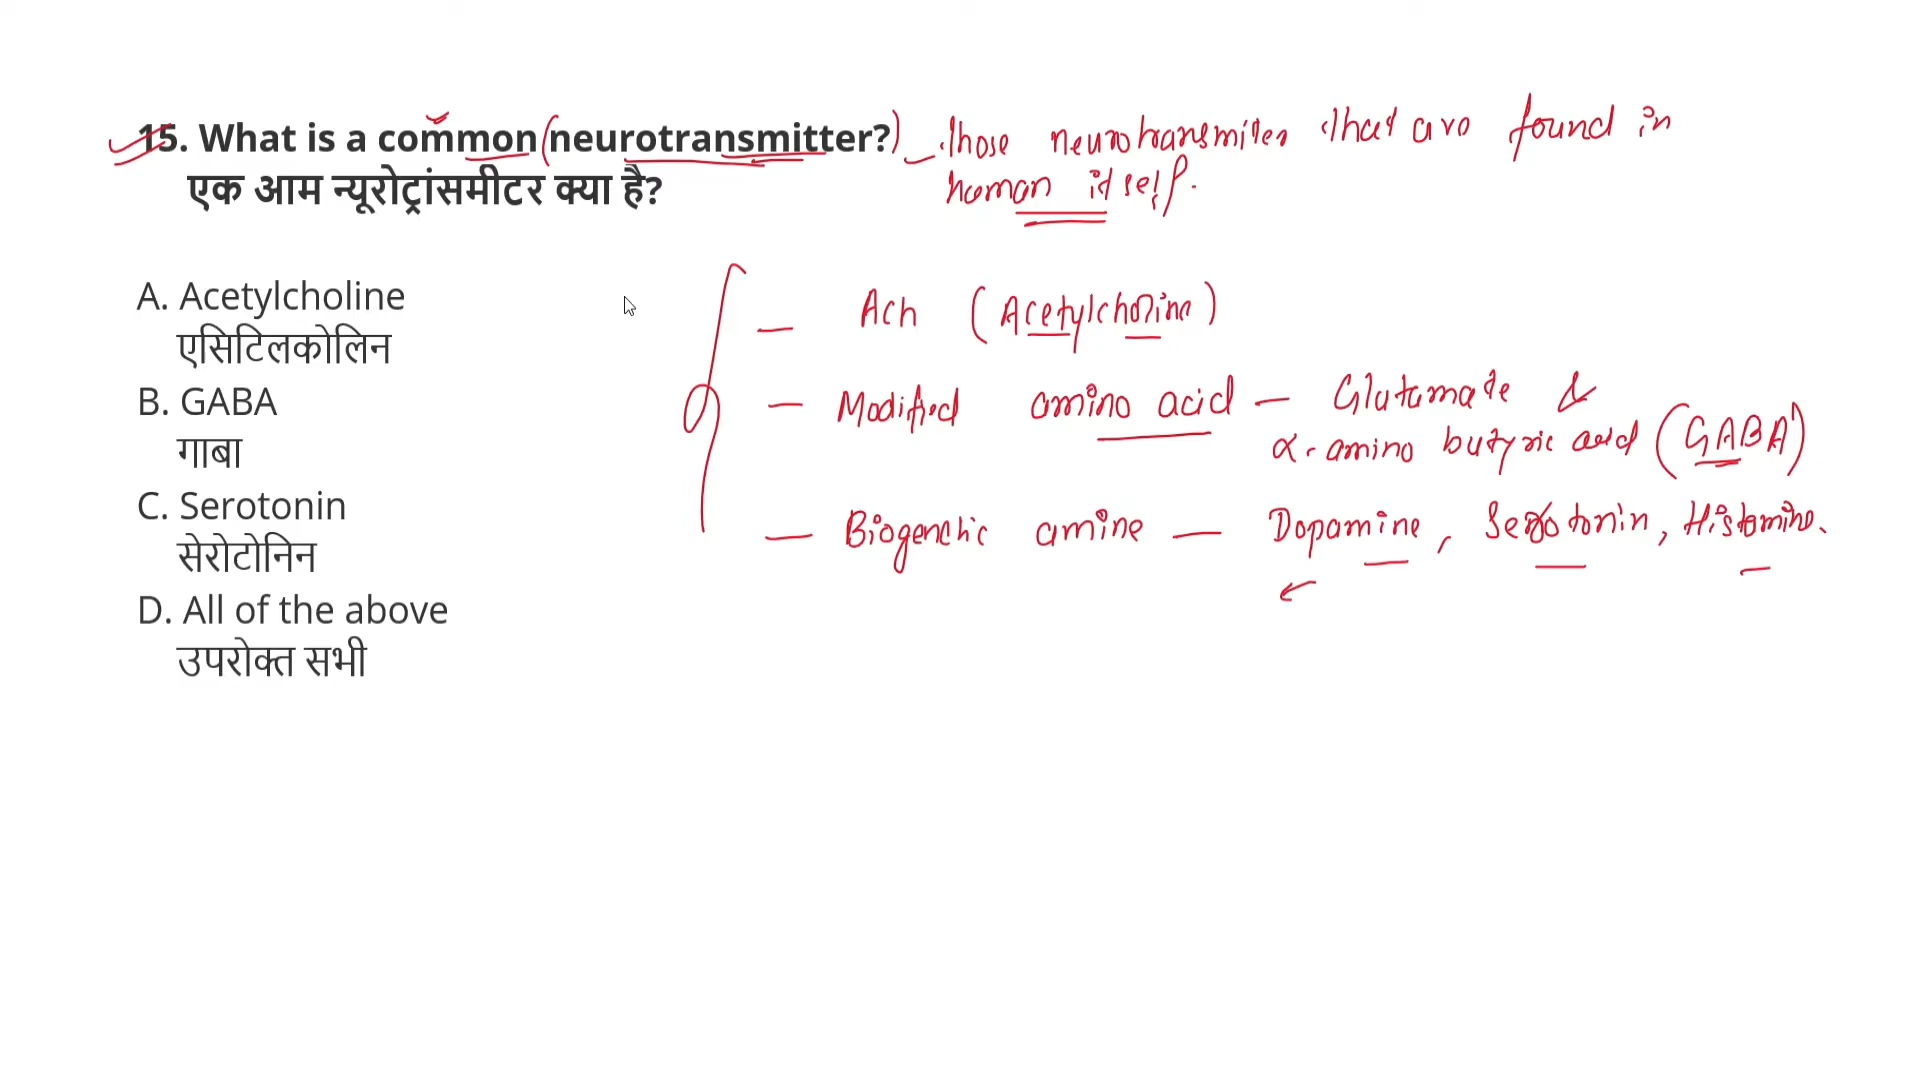 15. What is a common (neurotransmitter?)
एक आम न्यूरोट्रांसमीटर क्या है?
Those neurotransmiter that are found in
human itself.
A. Acetylcholine
एसिटिलकोलिन
B. GABA
गाबा
C. Serotonin
सेरोटोनिन
D. All of the above
उपरोक्त सभी
— Ach (Acetylcholine)
— Modified amino acid — Glutamate &
α-amino butyric acid (GABA)
— Biogenetic amine — Dopamine, Serotonin, Histamine.